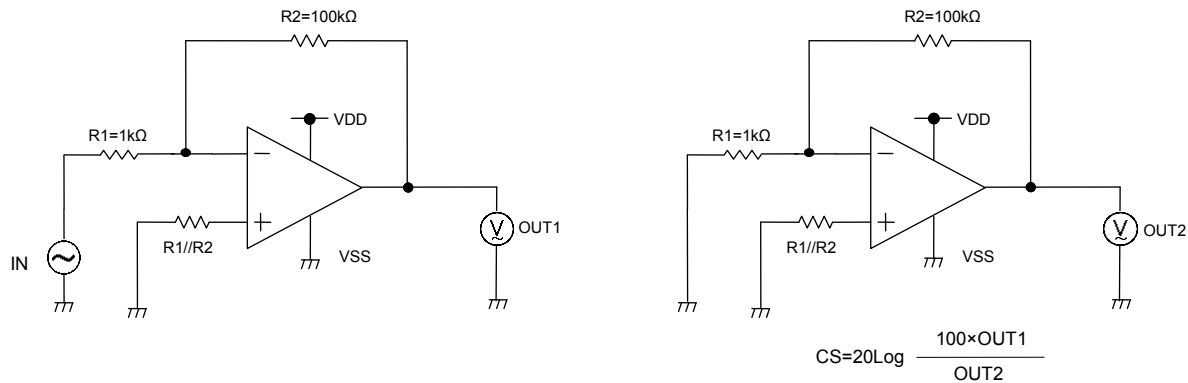 R2=100kΩ
VDD
R1=1kΩ
−
+
R1//R2
VSS
V
OUT1
IN
R2=100kΩ
VDD
R1=1kΩ
−
+
R1//R2
VSS
V
OUT2
CS=20Log 100×OUT1
OUT2